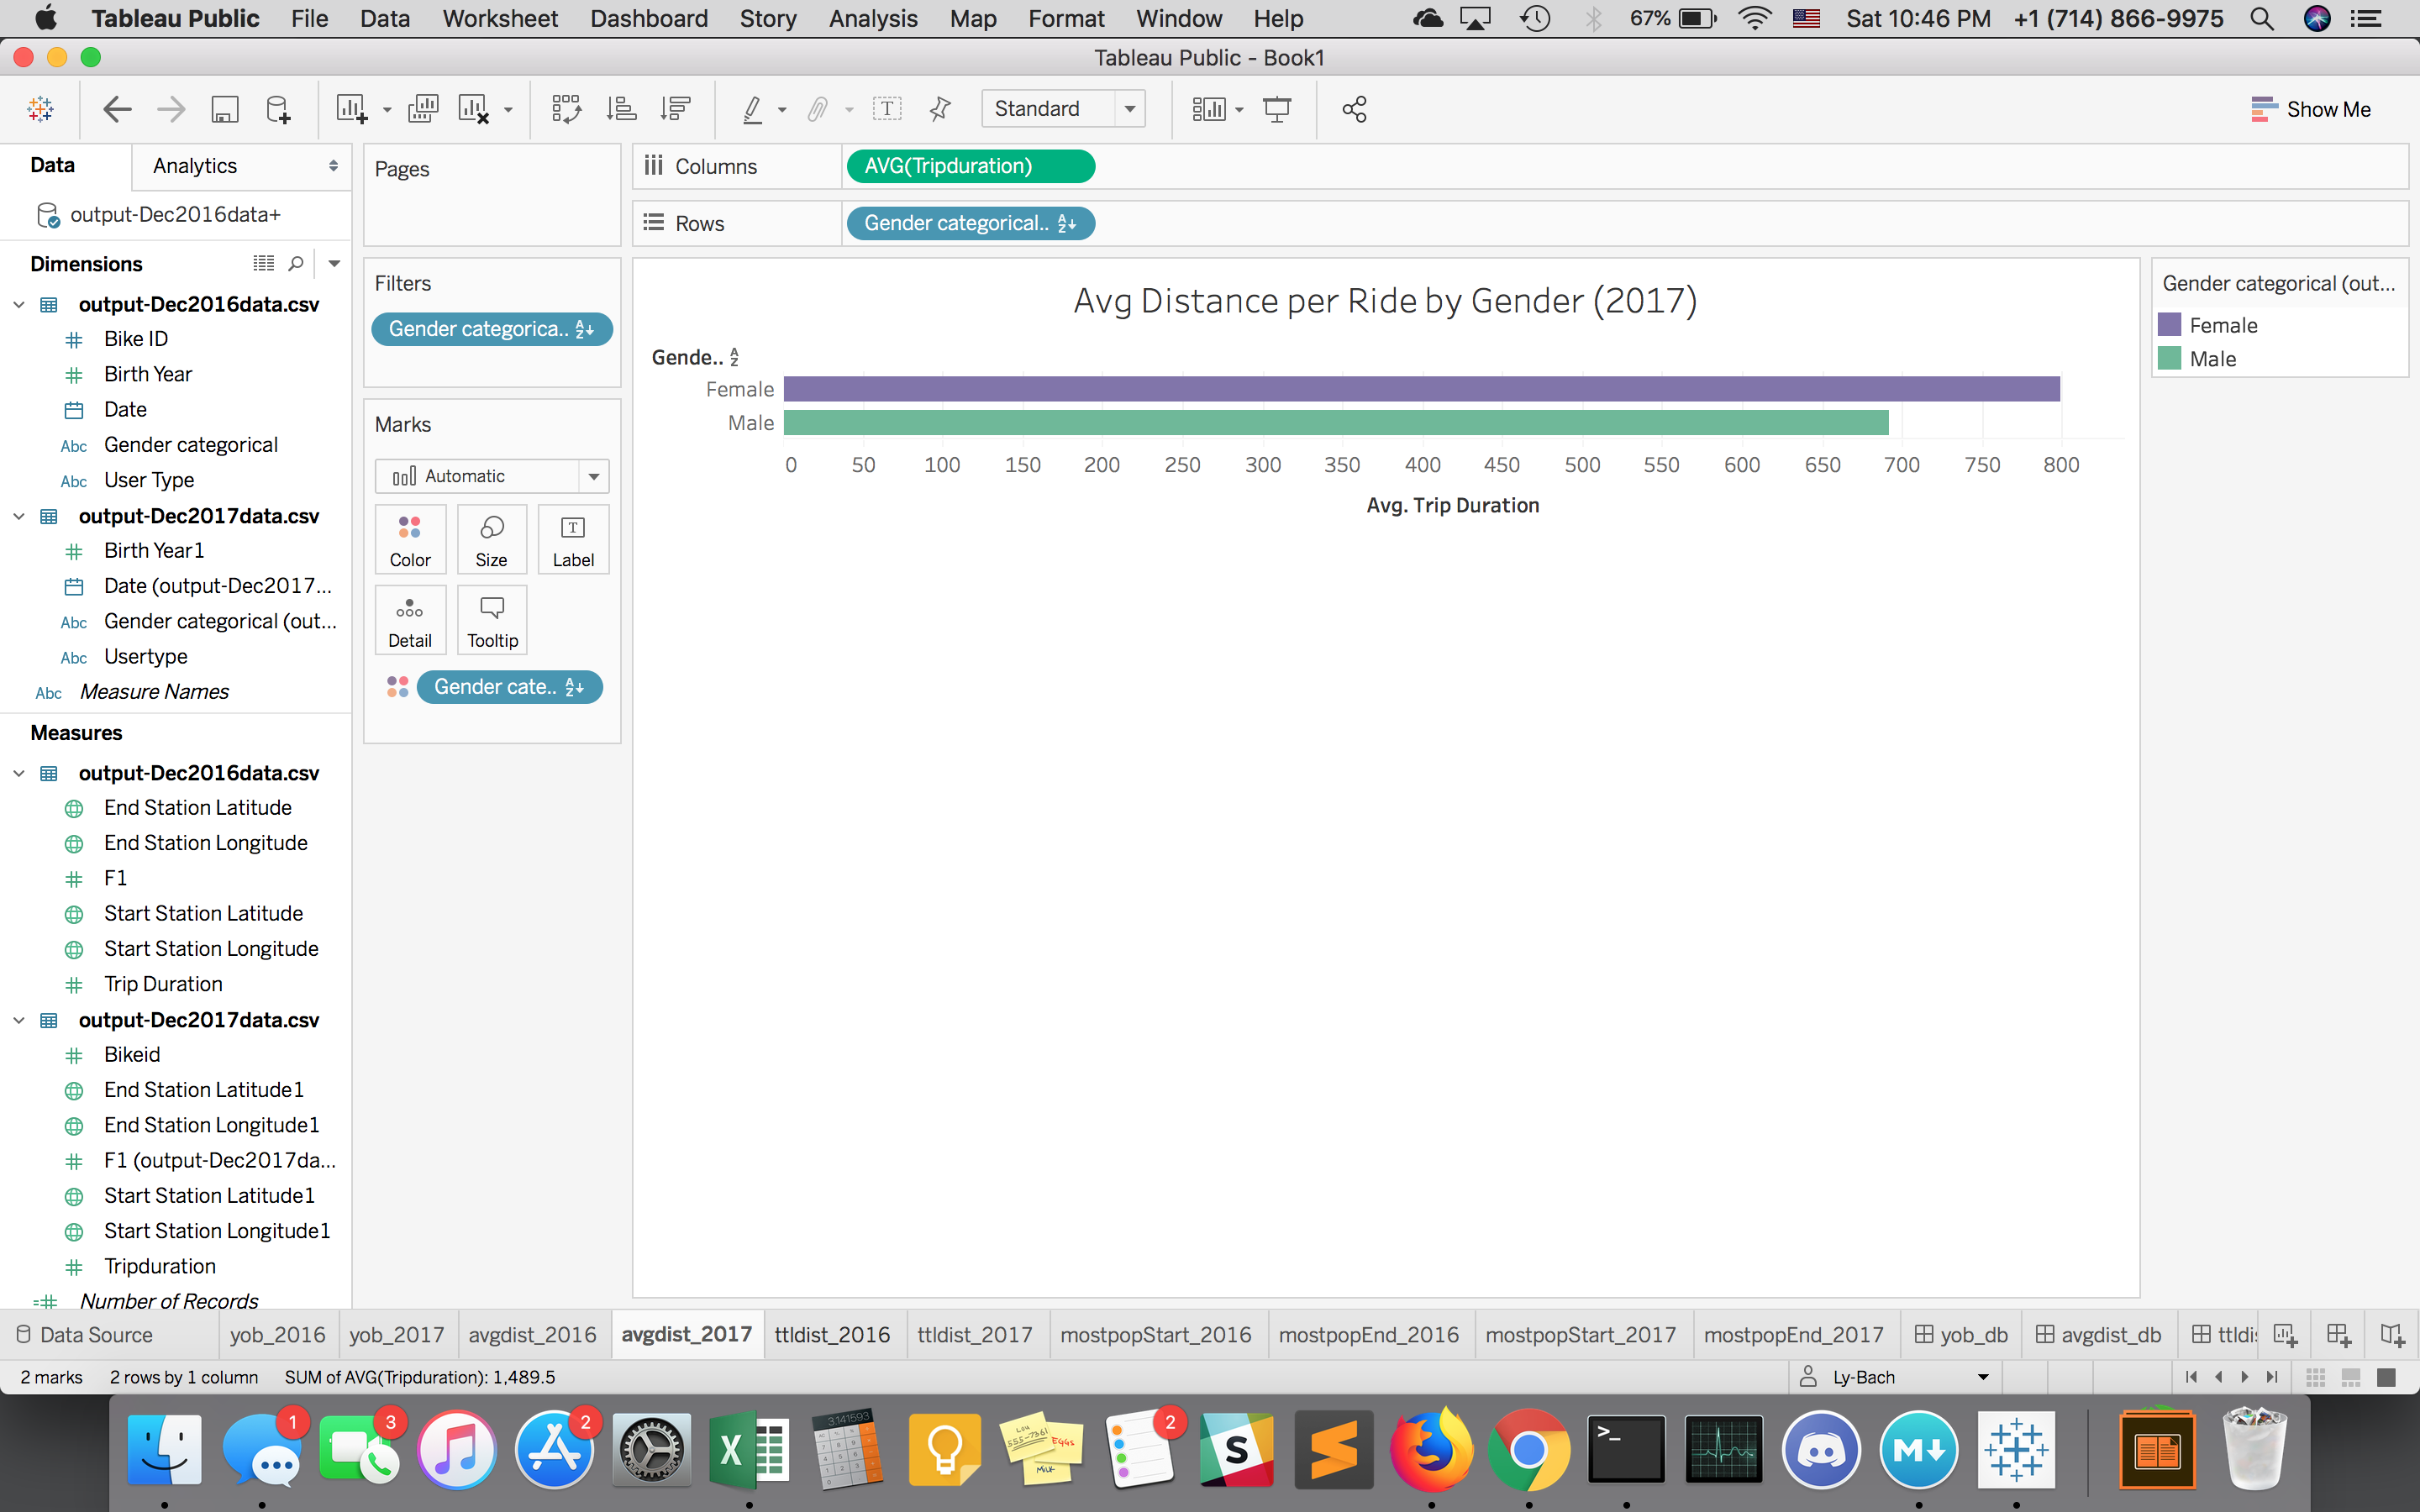 Tableau Public File Data Worksheet Dashboard Story Analysis Map Format Window Help 67% Sat 10:46 PM +1 (714) 866-9975
Tableau Public - Book1
Standard Show Me
Data Analytics
output-Dec2016data+
Dimensions
output-Dec2016data.csv
Bike ID
Birth Year
Date
Abc Gender categorical
Abc User Type
output-Dec2017data.csv
Birth Year1
Date (output-Dec2017...
Abc Gender categorical (out...
Abc Usertype
Abc Measure Names
Measures
output-Dec2016data.csv
End Station Latitude
End Station Longitude
F1
Start Station Latitude
Start Station Longitude
Trip Duration
output-Dec2017data.csv
Bikeid
End Station Latitude1
End Station Longitude1
F1 (output-Dec2017da...
Start Station Latitude1
Start Station Longitude1
Tripduration
Number of Records
Pages
Filters
Gender categorica..
Marks
Automatic
Color Size Label
Detail Tooltip
Gender cate..
Columns AVG(Tripduration)
Rows Gender categorical..
Avg Distance per Ride by Gender (2017)
Gende..
Female
Male
0 50 100 150 200 250 300 350 400 450 500 550 600 650 700 750 800
Avg. Trip Duration
Gender categorical (out...
Female
Male
Data Source yob_2016 yob_2017 avgdist_2016 avgdist_2017 ttldist_2016 ttldist_2017 mostpopStart_2016 mostpopEnd_2016 mostpopStart_2017 mostpopEnd_2017 yob_db avgdist_db
2 marks 2 rows by 1 column SUM of AVG(Tripduration): 1,489.5 Ly-Bach
1 3 2 3.141593 555-7361 EGGS MILK 2